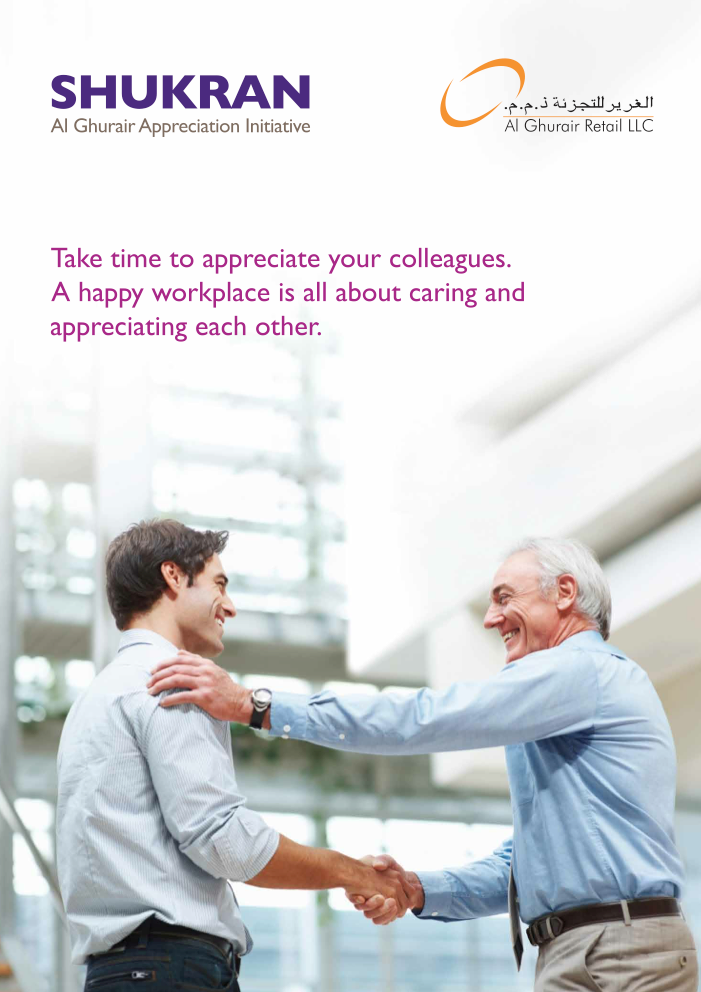 SHUKRAN
Al Ghurair Appreciation Initiative
الغرير للتجزئة ذ.م.م.
Al Ghurair Retail LLC
Take time to appreciate your colleagues.
A happy workplace is all about caring and
appreciating each other.